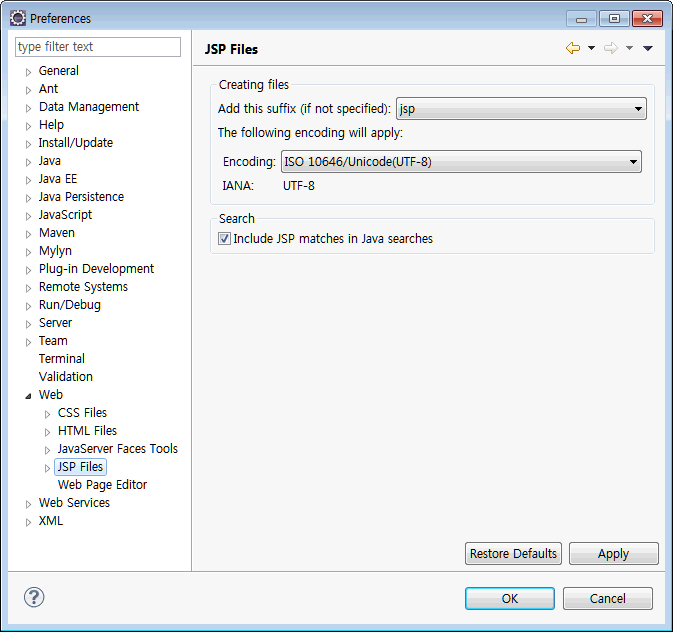 Preferences
type filter text
General
Ant
Data Management
Help
Install/Update
Java
Java EE
Java Persistence
JavaScript
Maven
Mylyn
Plug-in Development
Remote Systems
Run/Debug
Server
Team
Terminal
Validation
Web
CSS Files
HTML Files
JavaServer Faces Tools
JSP Files
Web Page Editor
Web Services
XML
JSP Files
Creating files
Add this suffix (if not specified): jsp
The following encoding will apply:
Encoding: ISO 10646/Unicode(UTF-8)
IANA: UTF-8
Search
Include JSP matches in Java searches
Restore Defaults Apply
? OK Cancel